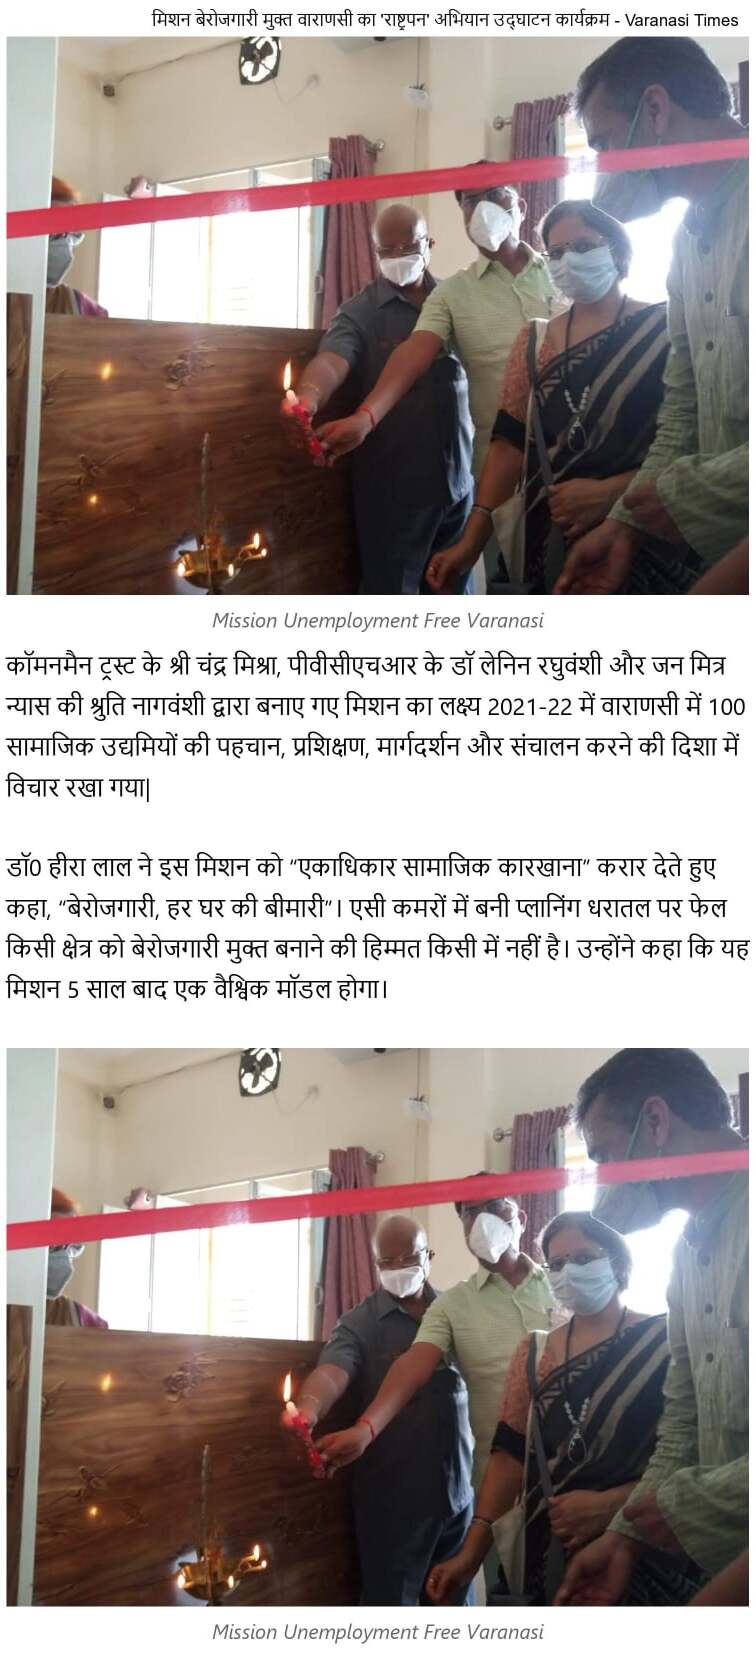 मिशन बेरोजगारी मुक्त वाराणसी का 'राष्ट्रपन' अभियान उद्घाटन कार्यक्रम - Varanasi Times
Mission Unemployment Free Varanasi
कॉमनमैन ट्रस्ट के श्री चंद्र मिश्रा, पीवीसीएचआर के डॉ लेनिन रघुवंशी और जन मित्र
न्यास की श्रुति नागवंशी द्वारा बनाए गए मिशन का लक्ष्य 2021-22 में वाराणसी में 100
सामाजिक उद्यमियों की पहचान, प्रशिक्षण, मार्गदर्शन और संचालन करने की दिशा में
विचार रखा गया|
डॉ0 हीरा लाल ने इस मिशन को “एकाधिकार सामाजिक कारखाना” करार देते हुए
कहा, “बेरोजगारी, हर घर की बीमारी”। एसी कमरों में बनी प्लानिंग धरातल पर फेल
किसी क्षेत्र को बेरोजगारी मुक्त बनाने की हिम्मत किसी में नहीं है। उन्होंने कहा कि यह
मिशन 5 साल बाद एक वैश्विक मॉडल होगा।
Mission Unemployment Free Varanasi